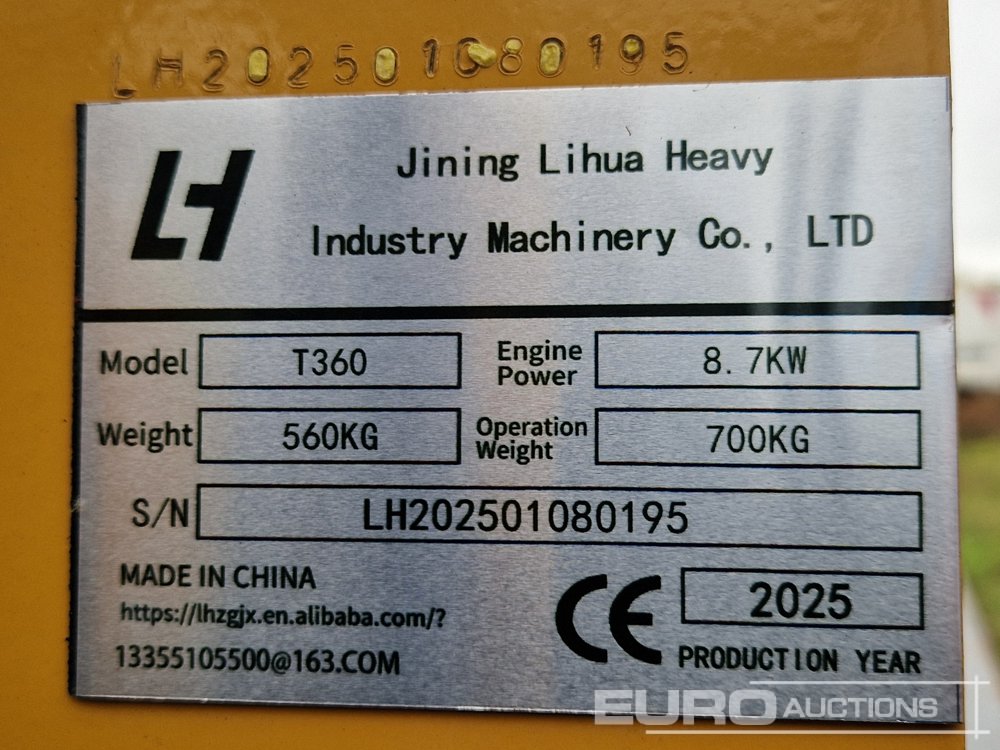 LH202501080195
LH
Jining Lihua Heavy
Industry Machinery Co., LTD
Model T360 Engine Power 8.7KW
Weight 560KG Operation Weight 700KG
S/N LH202501080195
MADE IN CHINA
https://lhzgjx.en.alibaba.com/?
13355105500@163.COM
CE 2025
PRODUCTION YEAR
EURO AUCTIONS